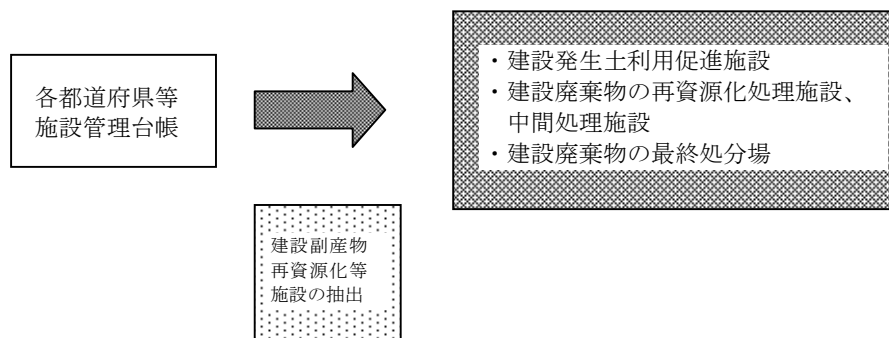 各都道府県等
施設管理台帳
・建設発生土利用促進施設
・建設廃棄物の再資源化処理施設、
中間処理施設
・建設廃棄物の最終処分場
建設副産物
再資源化等
施設の抽出